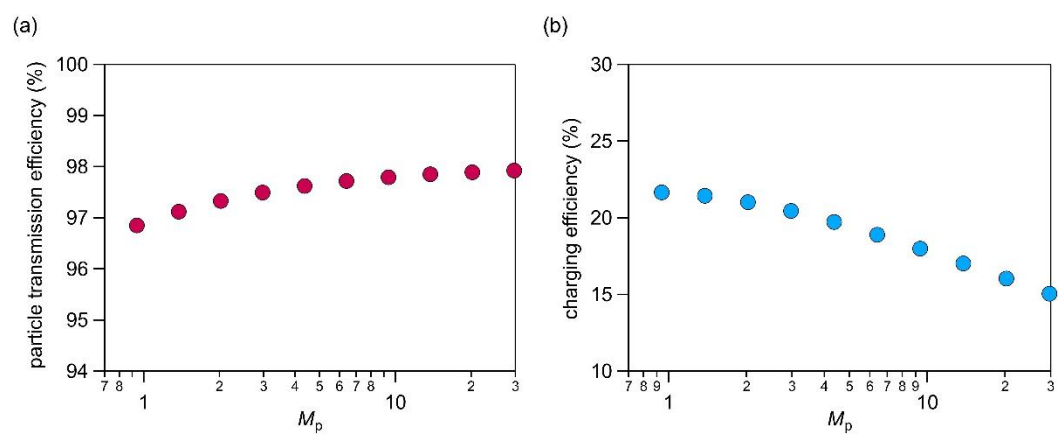 (a)
particle transmission efficiency (%)
100
99
98
97
96
95
94
7 8 2 3 4 5 6 7 8 2 3
1 10
Mp
(b)
charging efficiency (%)
30
25
20
15
10
7 8 9 2 3 4 5 6 7 8 9 2 3
1 10
Mp